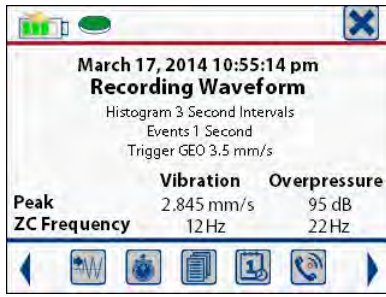 March 17, 2014 10:55:14 pm
Recording Waveform
Histogram 3 Second Intervals
Events 1 Second
Trigger GEO 3.5 mm/s
Vibration Overpressure
Peak 2.845 mm/s 95 dB
ZC Frequency 12 Hz 22 Hz
1